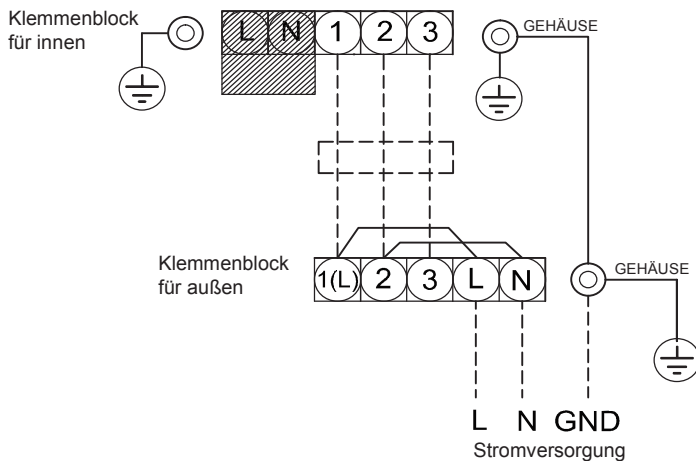 Klemmenblock
für innen
L N 1 2 3
GEHÄUSE
Klemmenblock
für außen
1(L) 2 3 L N
GEHÄUSE
L N GND
Stromversorgung